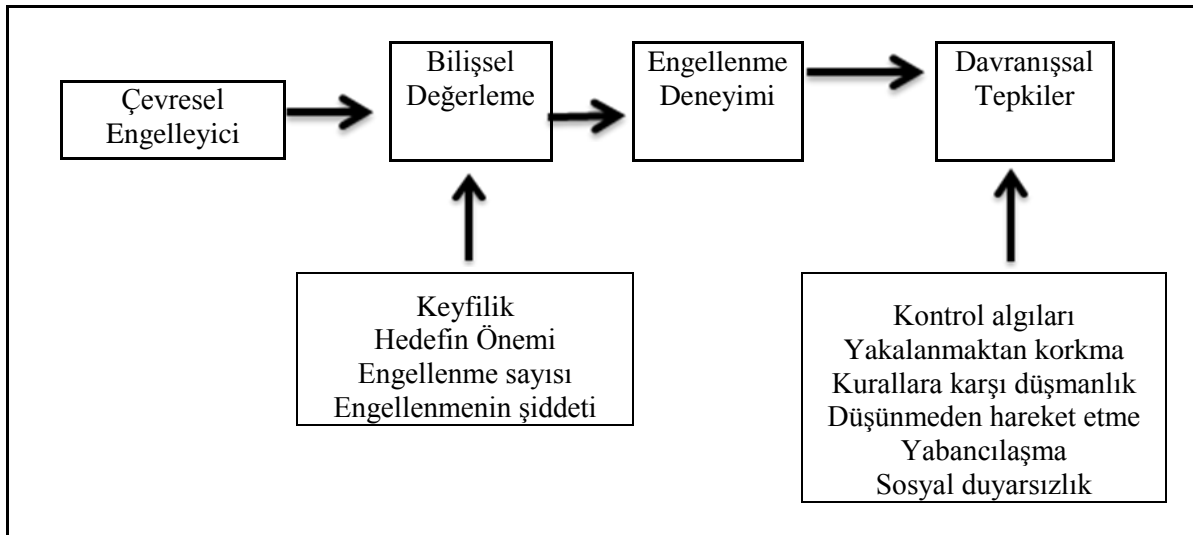 Çevresel
Engelleyici
Bilişsel
Değerleme
Engellenme
Deneyimi
Davranışsal
Tepkiler
Keyfilik
Hedefin Önemi
Engellenme sayısı
Engellenmenin şiddeti
Kontrol algıları
Yakalanmaktan korkma
Kurallara karşı düşmanlık
Düşünmeden hareket etme
Yabancılaşma
Sosyal duyarsızlık